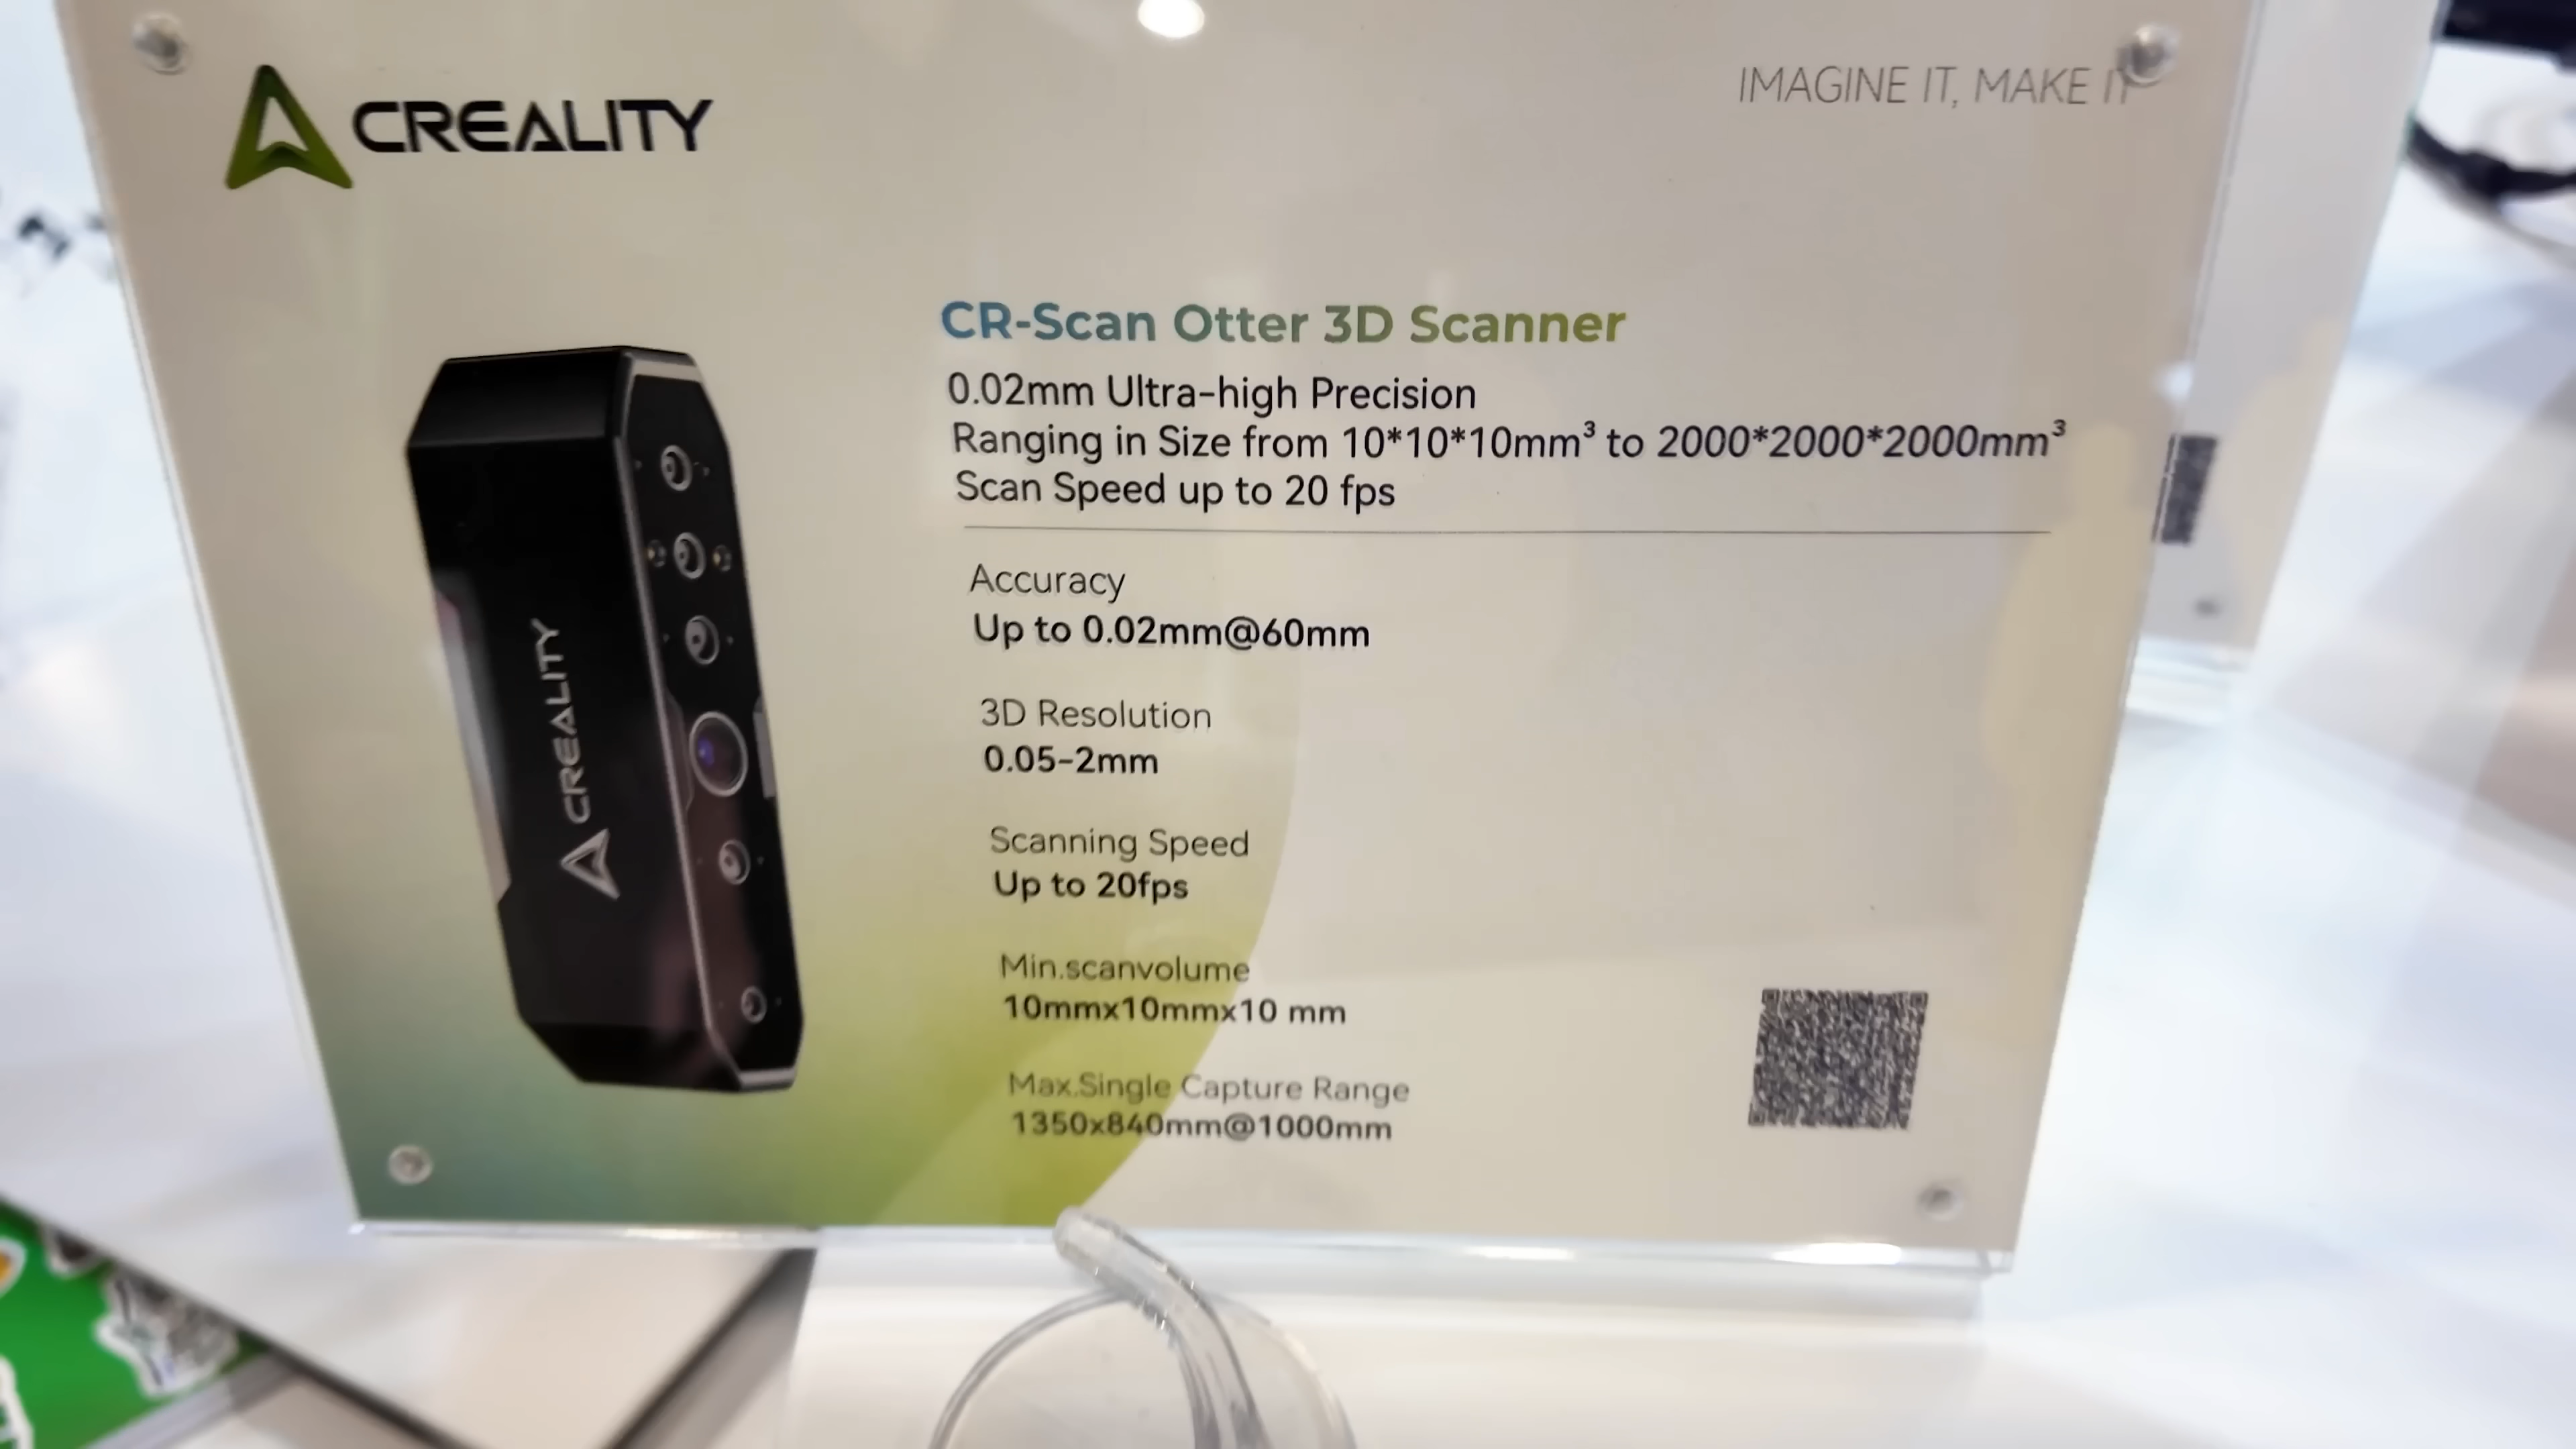 CREALITY
IMAGINE IT, MAKE IT
CR-Scan Otter 3D Scanner
0.02mm Ultra-high Precision
Ranging in Size from 10*10*10mm³ to 2000*2000*2000mm³
Scan Speed up to 20 fps
CREALITY
Accuracy
Up to 0.02mm@60mm
3D Resolution
0.05-2mm
Scanning Speed
Up to 20fps
Min.scanvolume
10mmx10mmx10 mm
Max.Single Capture Range
1350x840mm@1000mm